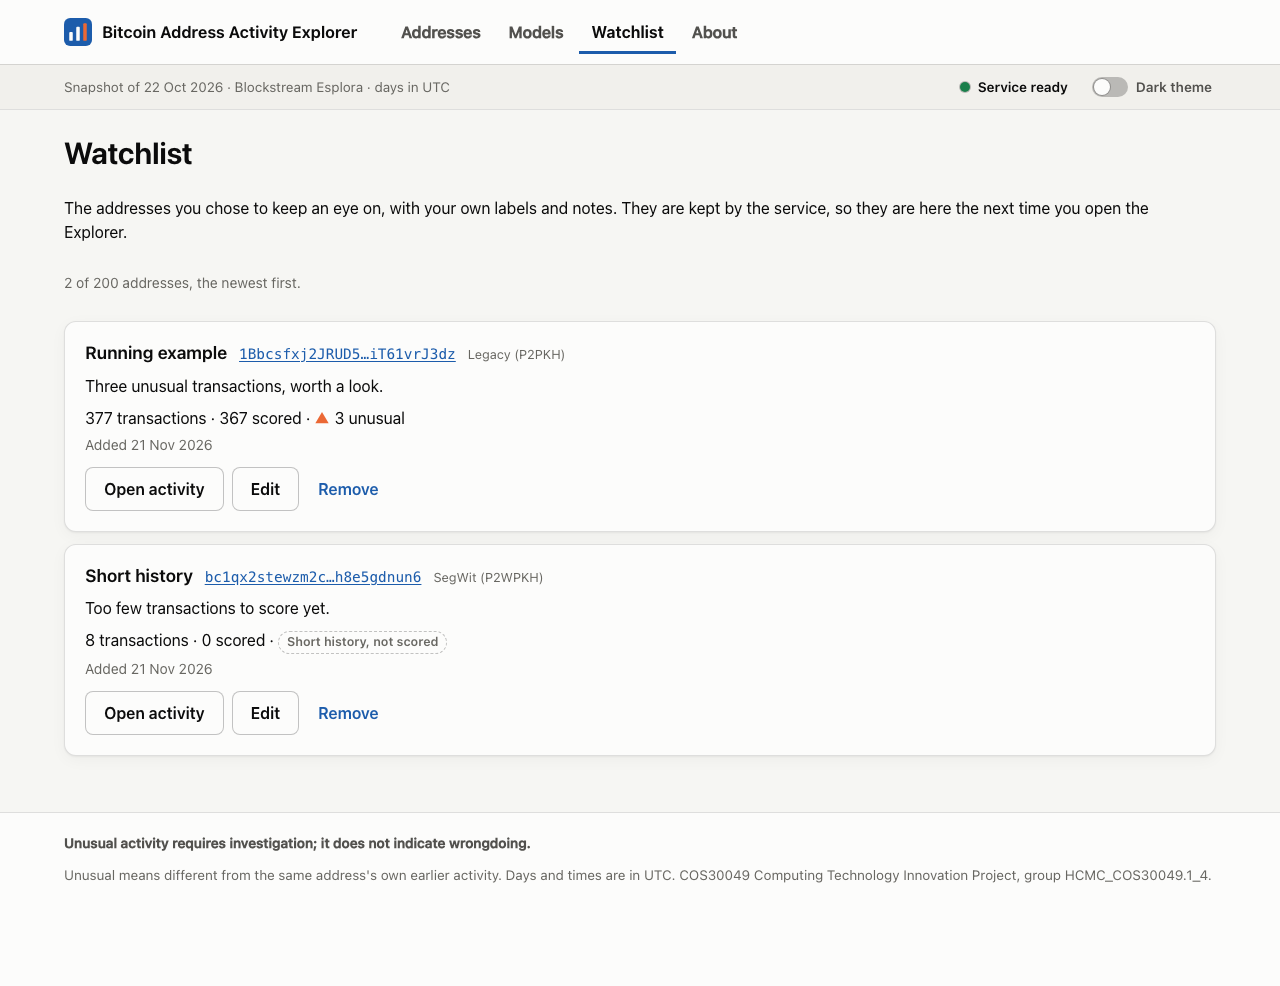 Bitcoin Address Activity Explorer Addresses Models Watchlist About
Snapshot of 22 Oct 2026 · Blockstream Esplora · days in UTC Service ready Dark theme
Watchlist
The addresses you chose to keep an eye on, with your own labels and notes. They are kept by the service, so they are here the next time you open the
Explorer.
2 of 200 addresses, the newest first.
Running example 1Bbcsfxj2JRUD5…iT61vrJ3dz Legacy (P2PKH)
Three unusual transactions, worth a look.
377 transactions · 367 scored · 3 unusual
Added 21 Nov 2026
Open activity Edit Remove
Short history bc1qx2stewzm2c…h8e5gdnun6 SegWit (P2WPKH)
Too few transactions to score yet.
8 transactions · 0 scored · Short history, not scored
Added 21 Nov 2026
Open activity Edit Remove
Unusual activity requires investigation; it does not indicate wrongdoing.
Unusual means different from the same address's own earlier activity. Days and times are in UTC. COS30049 Computing Technology Innovation Project, group HCMC_COS30049.1_4.